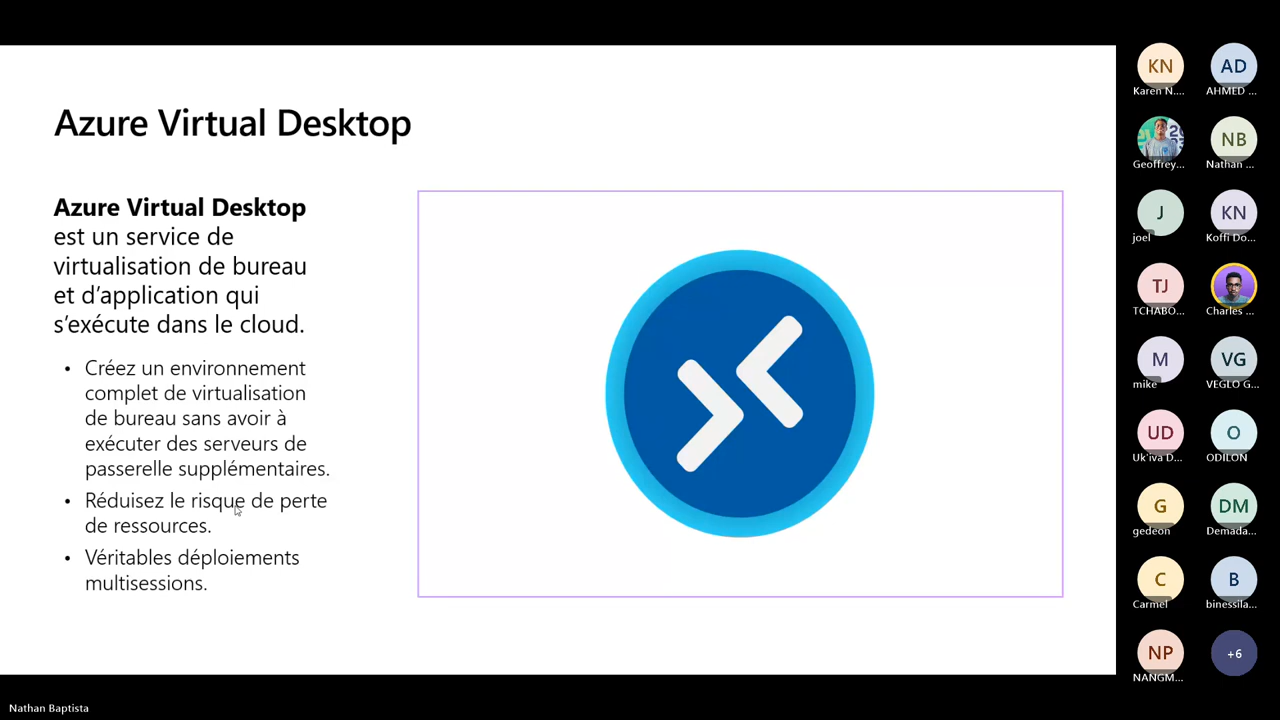 Azure Virtual Desktop
Azure Virtual Desktop
est un service de
virtualisation de bureau
et d’application qui
s’exécute dans le cloud.
• Créez un environnement
complet de virtualisation
de bureau sans avoir à
exécuter des serveurs de
passerelle supplémentaires.
• Réduisez le risque de perte
de ressources.
• Véritables déploiements
multisessions.
KN
Karen N....
AD
AHMED ...
Geoffrey...
NB
Nathan ...
J
joel
KN
Koffi Do...
TJ
TCHABO...
Charles ...
M
mike
VG
VEGLO G...
UD
Uk'iva D...
O
ODILON
G
gedeon
DM
Demada...
C
Carmel
B
binessila...
NP
NANGM...
+6
Nathan Baptista